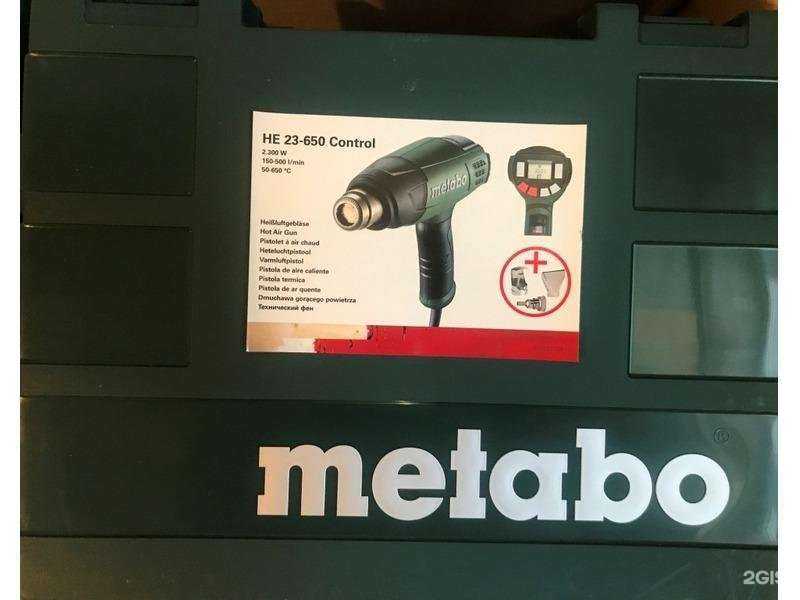 HE 23-650 Control
2.300 W
150-500 l/min
50-650 °C
metabo
Heißluftgebläse
Hot Air Gun
Pistolet à air chaud
Heteluchtpistool
Varmluftpistol
Pistola de aire caliente
Pistola termica
Pistola de ar quente
Dmuchawa gorącego powietrza
Технический фен
metabo®
2GIS